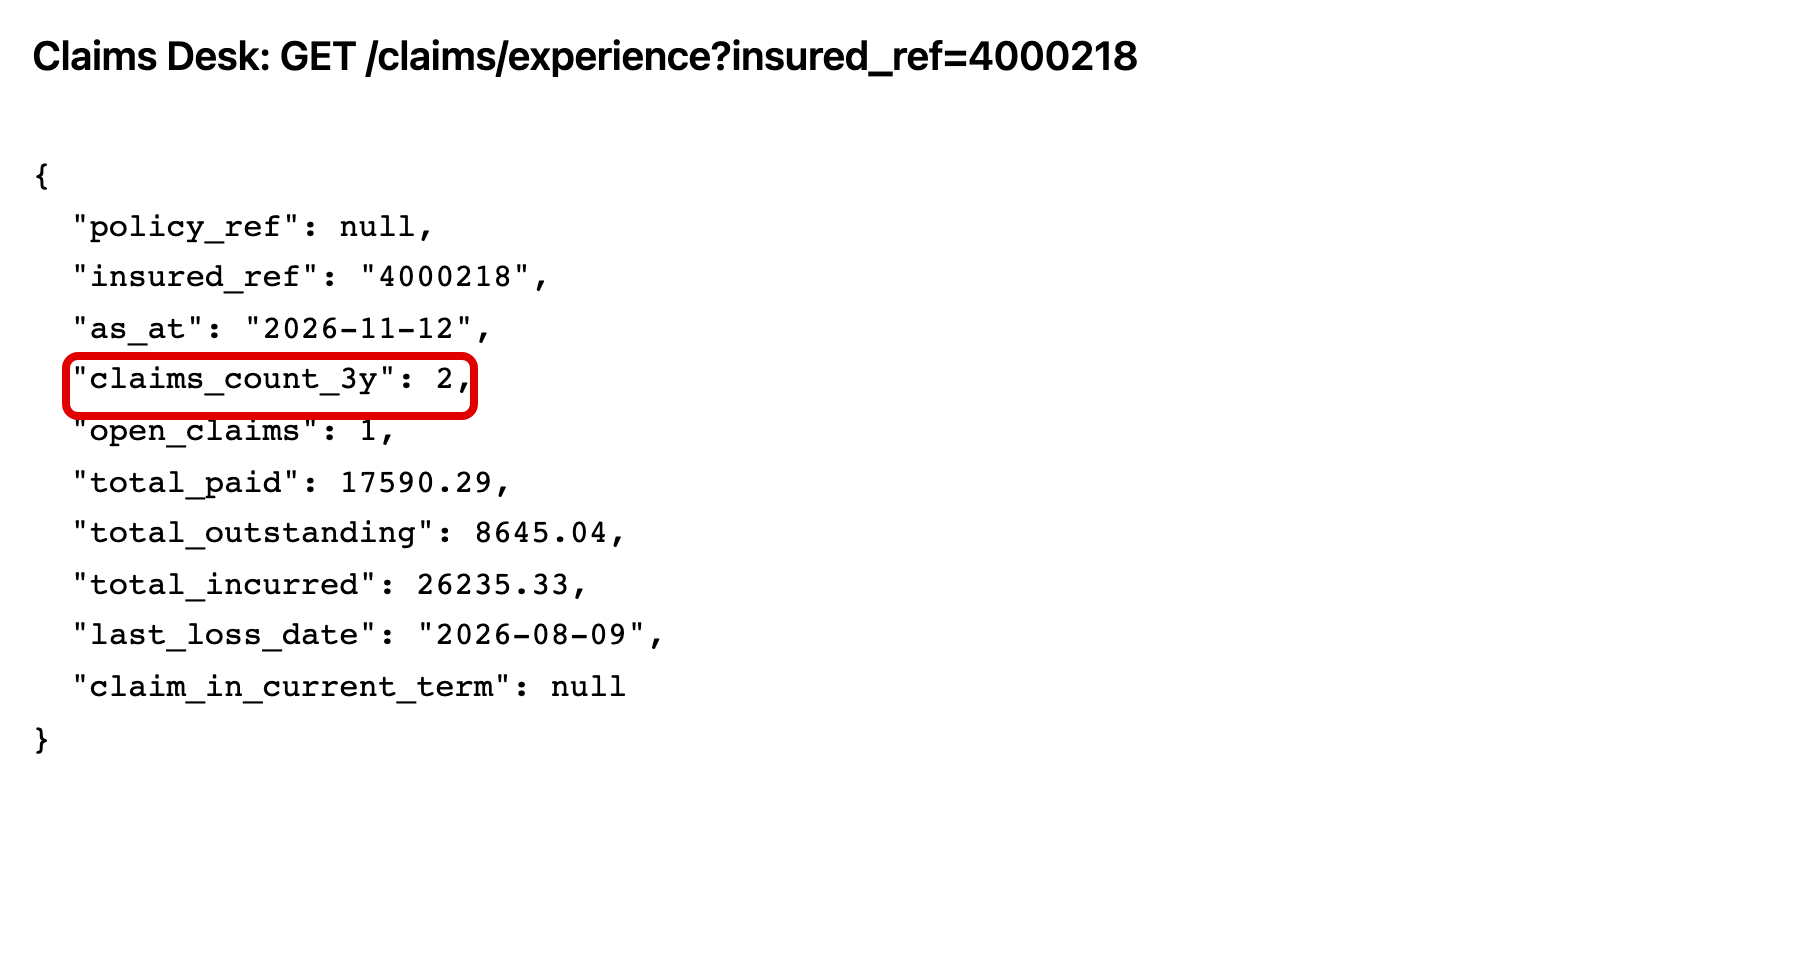 Claims Desk: GET /claims/experience?insured_ref=4000218
{
"policy_ref": null,
"insured_ref": "4000218",
"as_at": "2026-11-12",
"claims_count_3y": 2,
"open_claims": 1,
"total_paid": 17590.29,
"total_outstanding": 8645.04,
"total_incurred": 26235.33,
"last_loss_date": "2026-08-09",
"claim_in_current_term": null
}